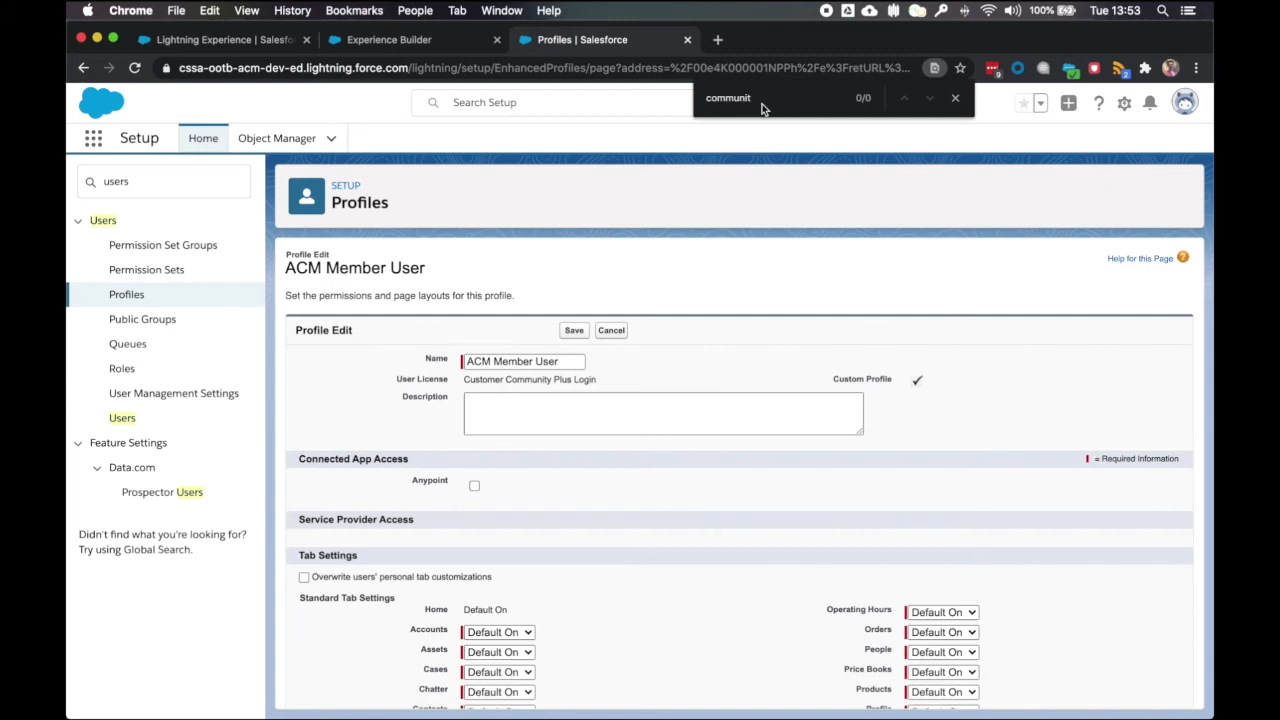 Chrome File Edit View History Bookmarks People Tab Window Help 100% Tue 13:53
Lightning Experience | Salesfo Experience Builder Profiles | Salesforce
cssa-ootb-acm-dev-ed.lightning.force.com/lightning/setup/EnhancedProfiles/page?address=%2F00e4K000001NPPh%2Fe%3FretURL%3...
9 2
communit 0/0
Search Setup
Setup Home Object Manager
users
Users
Permission Set Groups
Permission Sets
Profiles
Public Groups
Queues
Roles
User Management Settings
Users
Feature Settings
Data.com
Prospector Users
Didn't find what you're looking for?
Try using Global Search.
SETUP
Profiles
Profile Edit
ACM Member User
Help for this Page ?
Set the permissions and page layouts for this profile.
Profile Edit Save Cancel
Name ACM Member User
User License Customer Community Plus Login Custom Profile
Description
Connected App Access = Required Information
Anypoint
Service Provider Access
Tab Settings
Overwrite users' personal tab customizations
Standard Tab Settings
Home Default On Operating Hours Default On
Accounts Default On Orders Default On
Assets Default On People Default On
Cases Default On Price Books Default On
Chatter Default On Products Default On